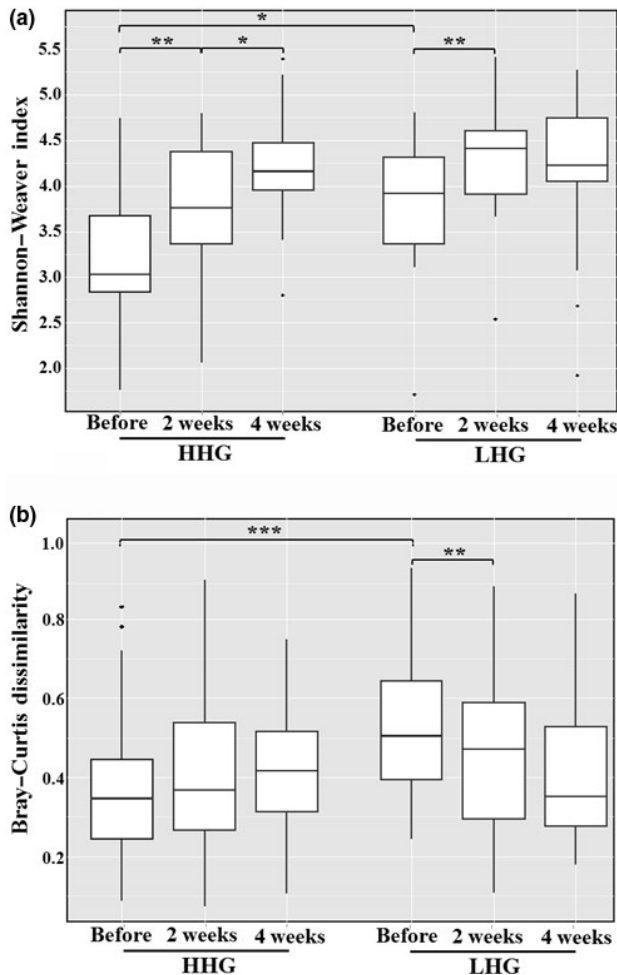 (a)
Shannon–Weaver index
5.5
5.0
4.5
4.0
3.5
3.0
2.5
2.0
*
** * **
Before 2 weeks 4 weeks Before 2 weeks 4 weeks
HHG LHG
(b)
Bray–Curtis dissimilarity
1.0
0.8
0.6
0.4
0.2
***
**
Before 2 weeks 4 weeks Before 2 weeks 4 weeks
HHG LHG